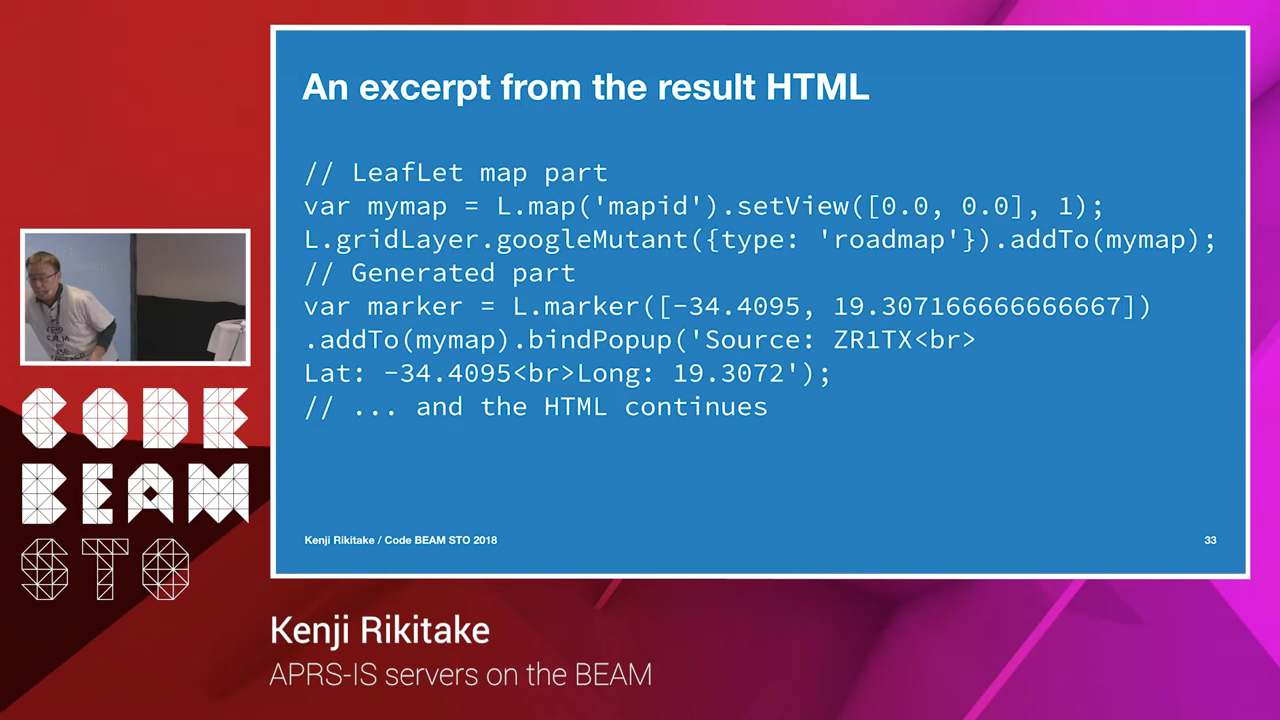 An excerpt from the result HTML
// LeafLet map part
var mymap = L.map('mapid').setView([0.0, 0.0], 1);
L.gridLayer.googleMutant({type: 'roadmap'}).addTo(mymap);
// Generated part
var marker = L.marker([-34.4095, 19.307166666666667])
.addTo(mymap).bindPopup('Source: ZR1TX<br>
Lat: -34.4095<br>Long: 19.3072');
// ... and the HTML continues
Kenji Rikitake / Code BEAM STO 2018
33
CODE
BEAM
STO
Kenji Rikitake
APRS-IS servers on the BEAM